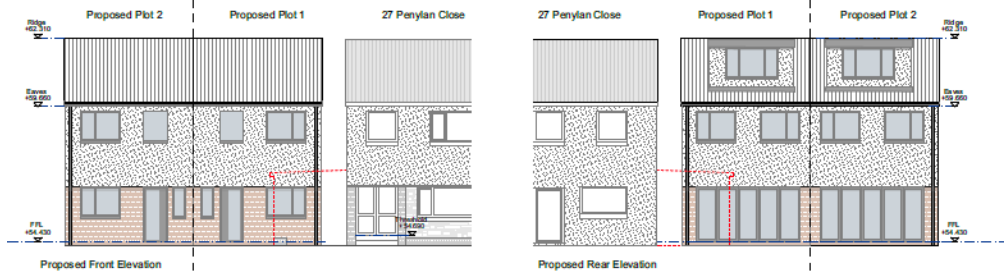 Proposed Plot 2
Proposed Plot 1
27 Penylan Close
Ridge
+62.310
Eaves
+59.660
FFL
+54.430
Threshold
+54.690
Proposed Front Elevation
27 Penylan Close
Proposed Plot 1
Proposed Plot 2
Ridge
+62.310
Eaves
+59.660
FFL
+54.430
Proposed Rear Elevation